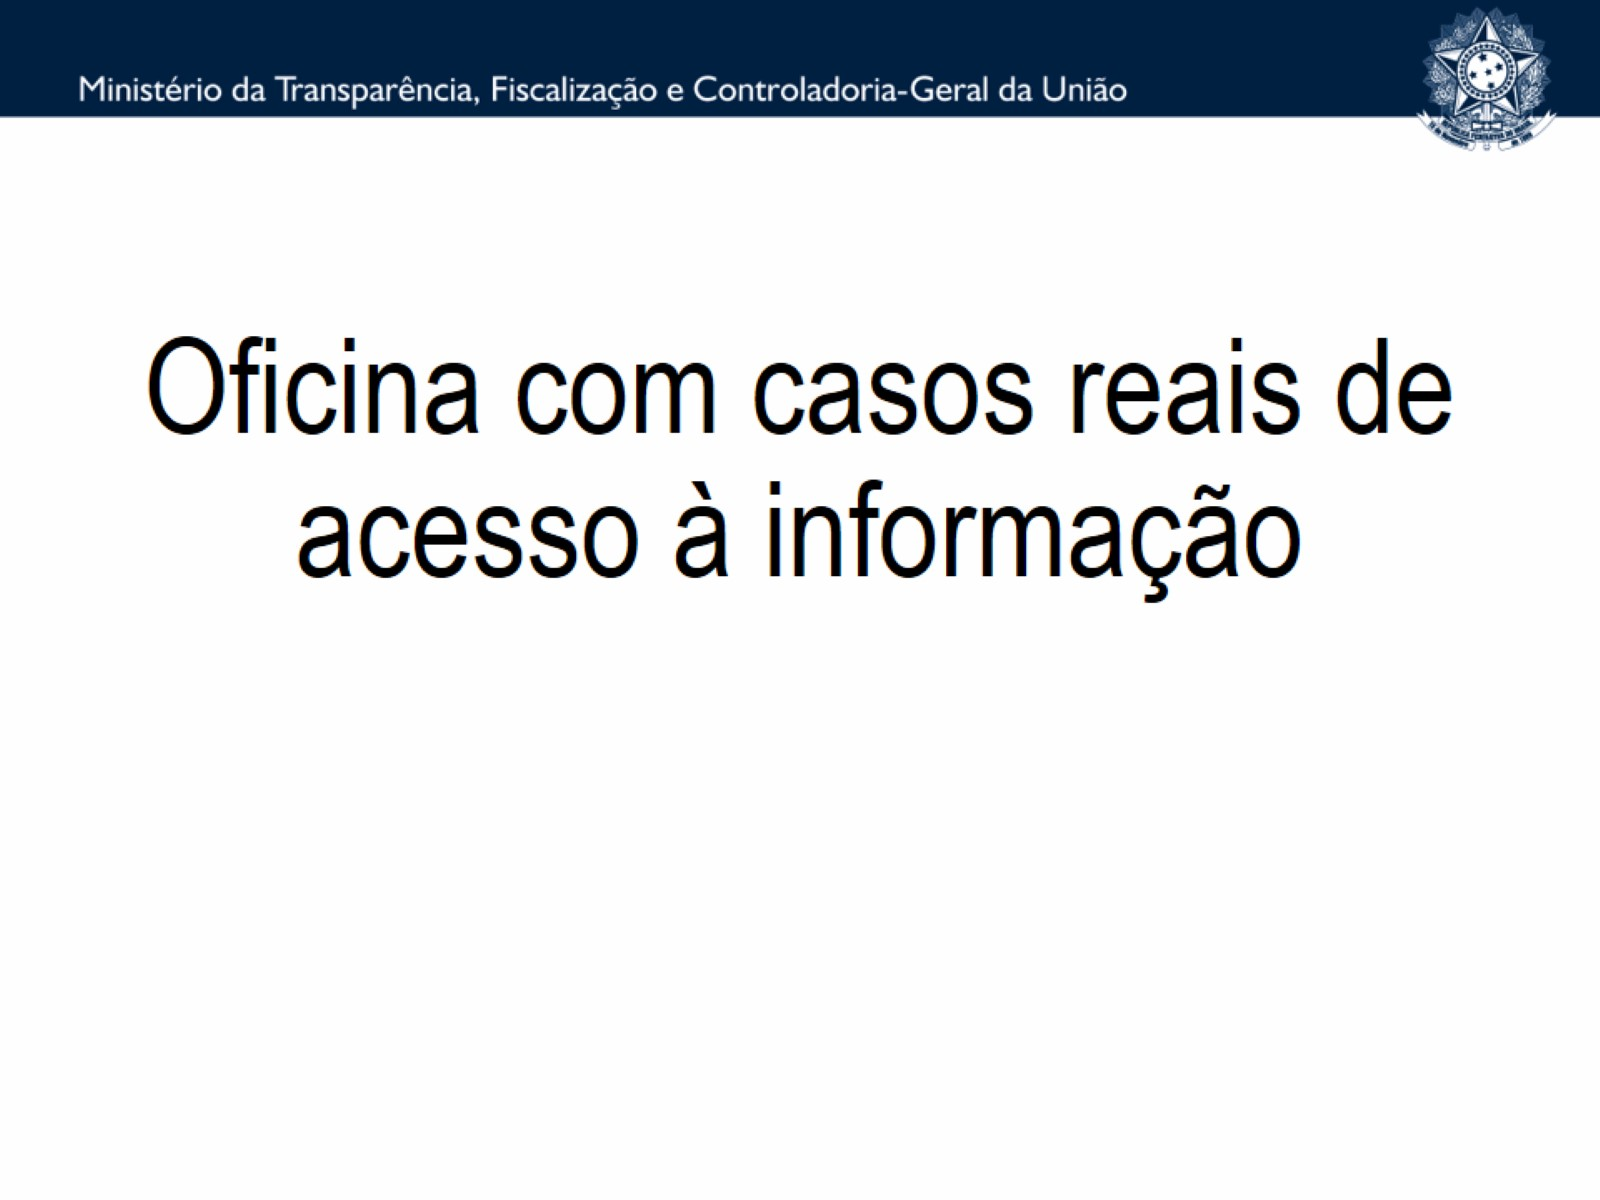 Ministério da Transparência, Fiscalização e Controladoria-Geral da União
Oficina com casos reais de
acesso à informação